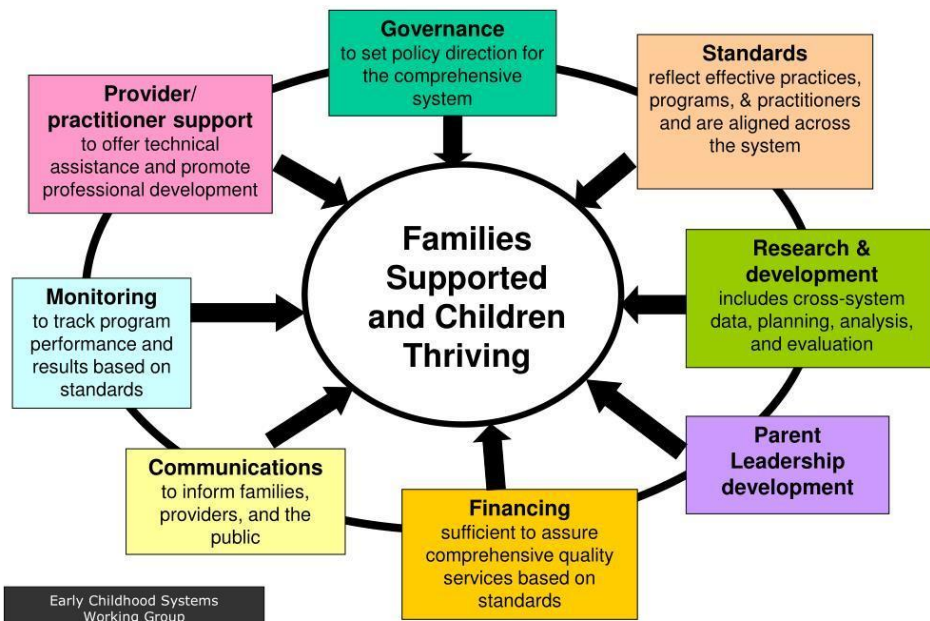 Governance
to set policy direction for
the comprehensive
system
Standards
reflect effective practices,
programs, & practitioners
and are aligned across
the system
Provider/
practitioner support
to offer technical
assistance and promote
professional development
Families
Supported
and Children
Thriving
Research &
development
includes cross-system
data, planning, analysis,
and evaluation
Monitoring
to track program
performance and
results based on
standards
Parent
Leadership
development
Communications
to inform families,
providers, and the
public
Financing
sufficient to assure
comprehensive quality
services based on
standards
Early Childhood Systems
Working Group